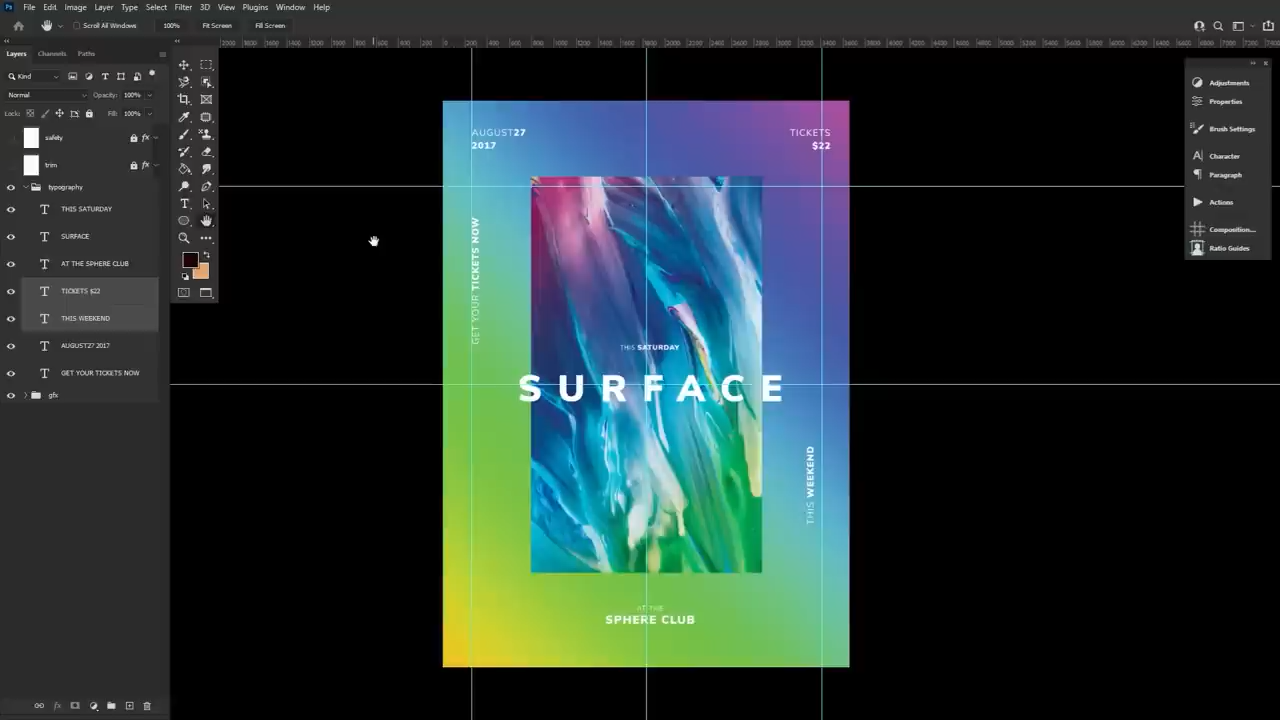 Ps File Edit Image Layer Type Select Filter 3D View Plugins Window Help
Scroll All Windows 100% Fit Screen Fill Screen
Layers Channels Paths
Kind
Normal Opacity: 100%
Lock: Fill: 100%
safety fx
trim fx
typography
T THIS SATURDAY
T SURFACE
T AT THE SPHERE CLUB
T TICKETS $22
T THIS WEEKEND
T AUGUST27 2017
T GET YOUR TICKETS NOW
gfx
AUGUST27
2017
TICKETS
$22
GET YOUR TICKETS NOW
THIS SATURDAY
SURFACE
THIS WEEKEND
AT THE
SPHERE CLUB
Adjustments
Properties
Brush Settings
Character
Paragraph
Actions
Composition...
Ratio Guides